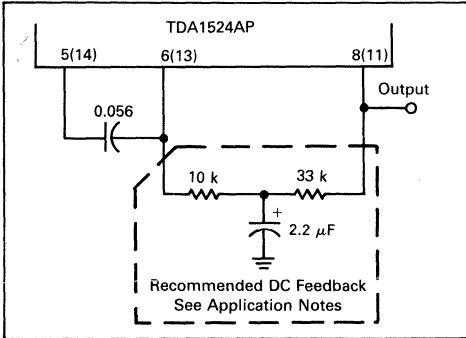 TDA1524AP
5(14) 6(13) 8(11)
Output
0.056
10 k 33 k
+
2.2 μF
Recommended DC Feedback
See Application Notes